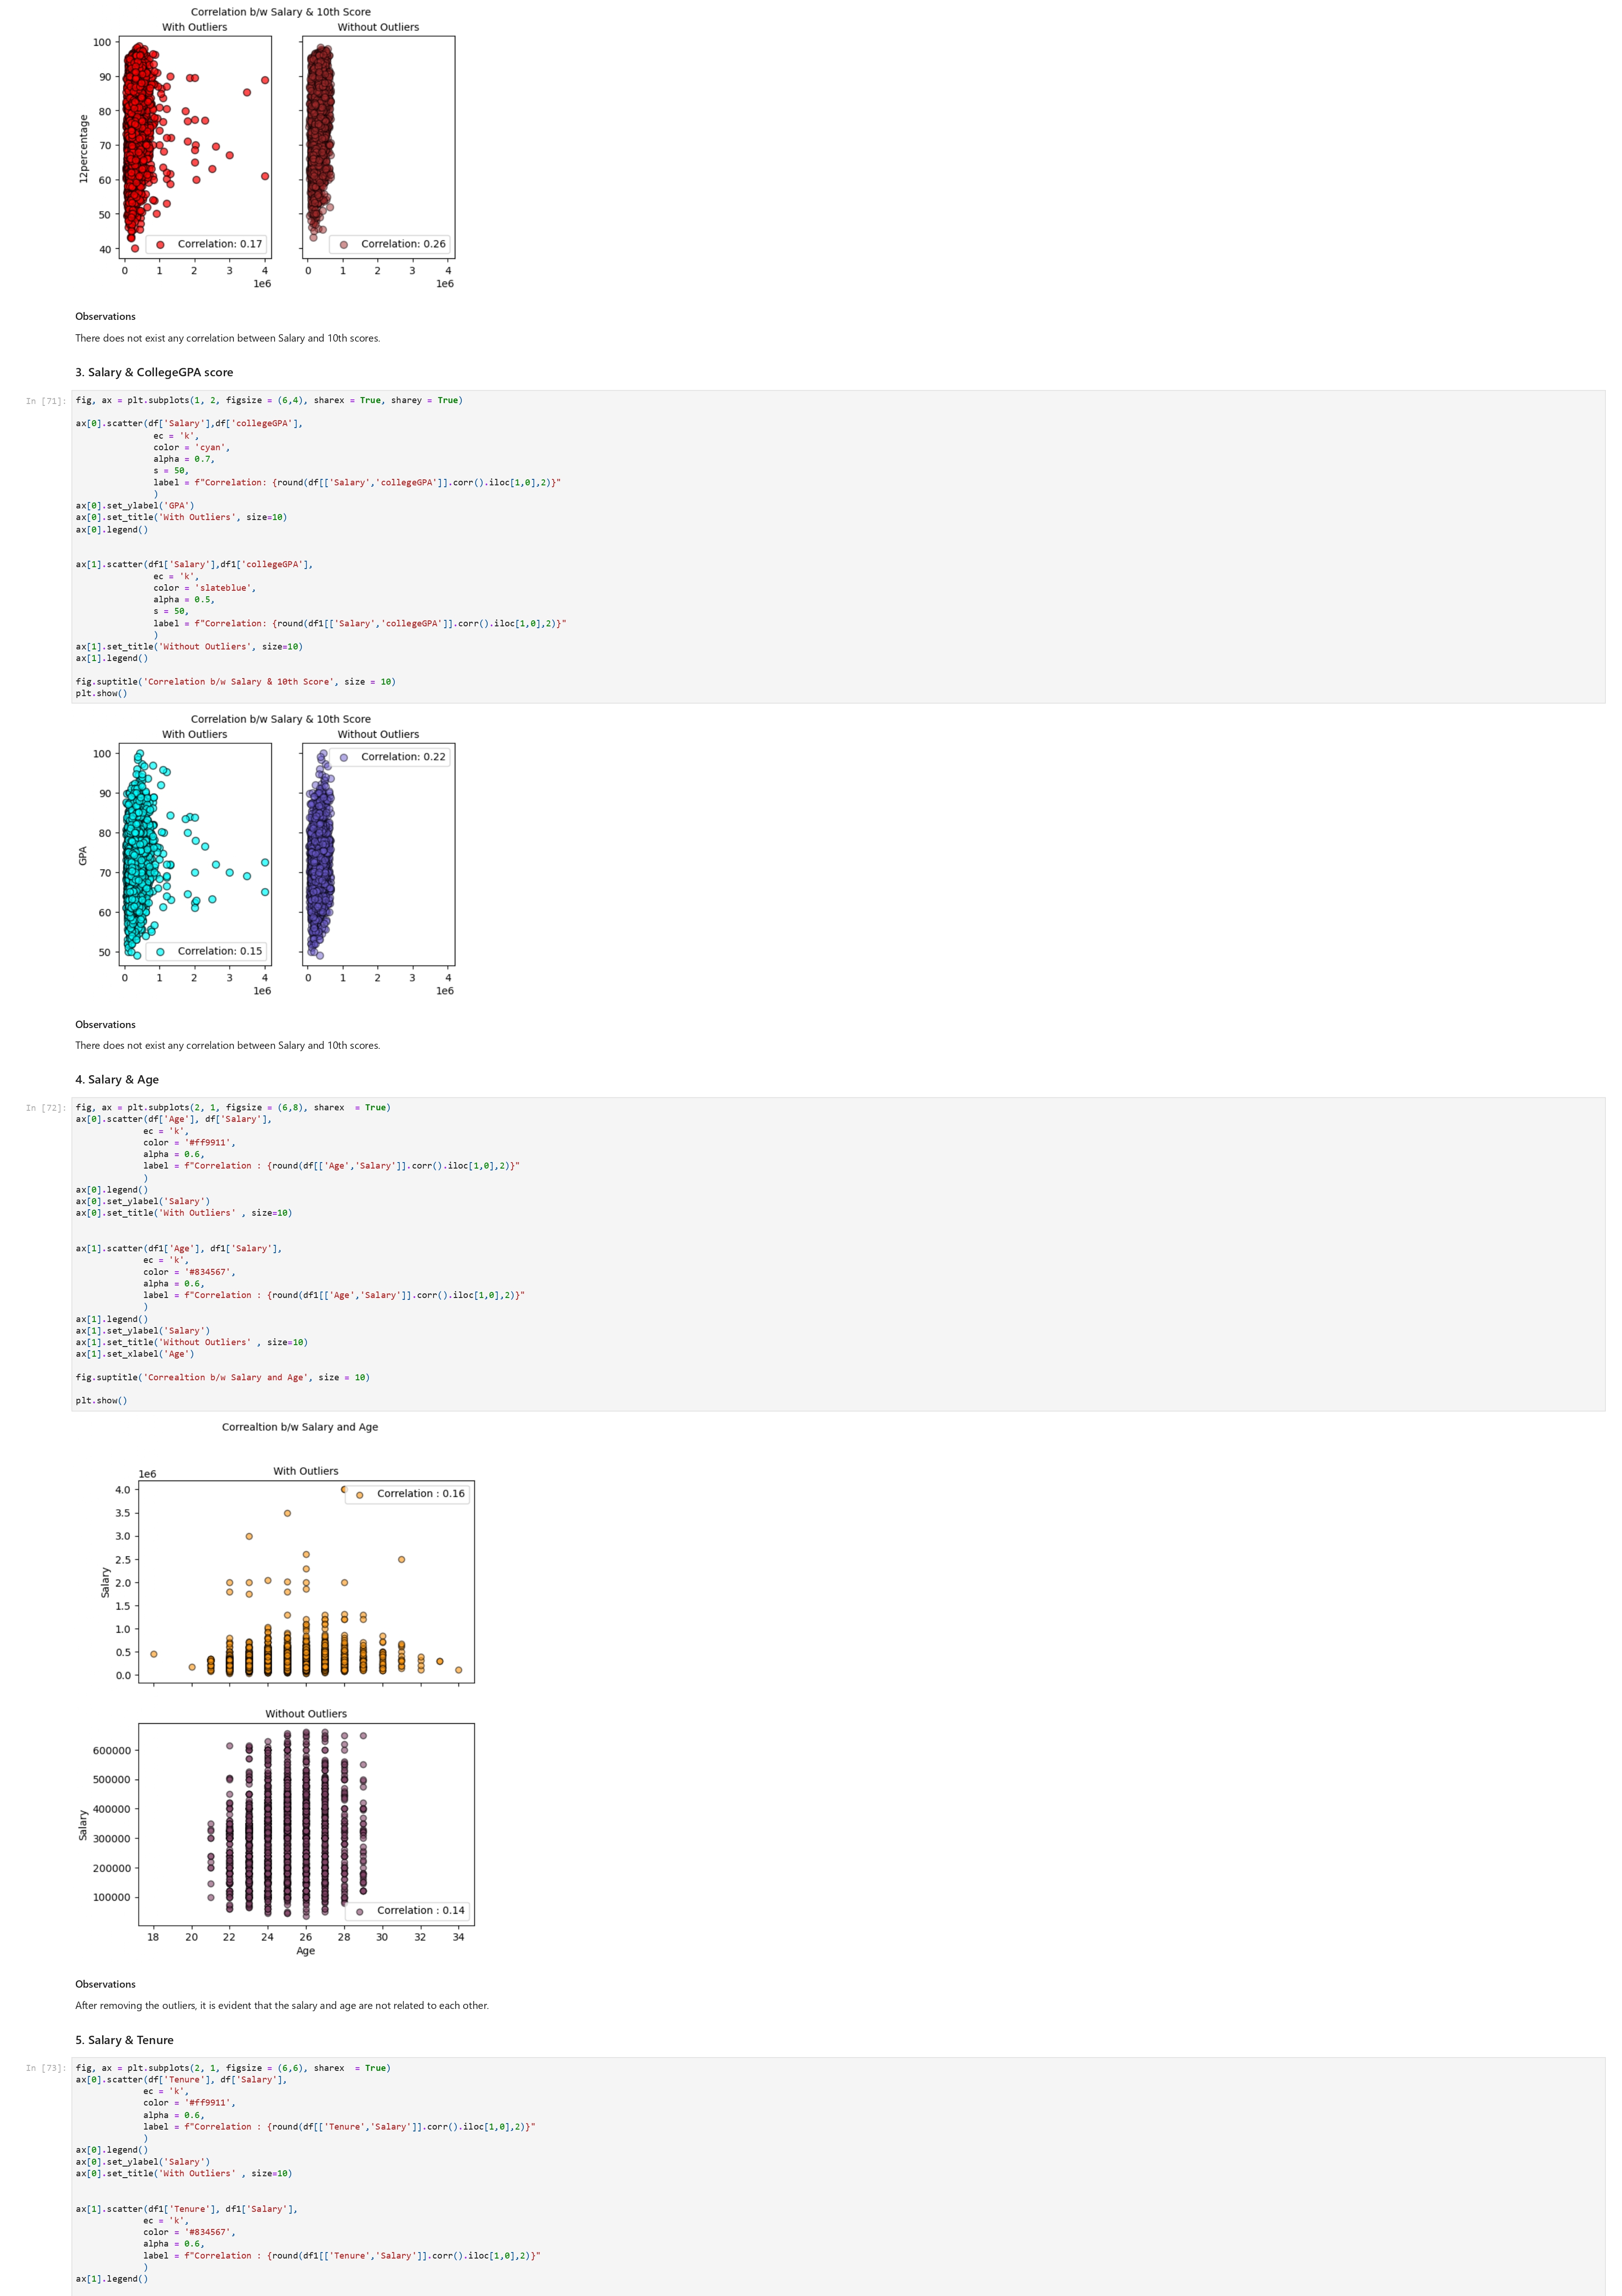 Correlation b/w Salary & 10th Score
With Outliers
Without Outliers
100
90
80
70
60
50
40
12percentage
Correlation: 0.17
Correlation: 0.26
0 1 2 3 4
1e6
0 1 2 3 4
1e6
Observations
There does not exist any correlation between Salary and 10th scores.
3. Salary & CollegeGPA score
In [71]:
fig, ax = plt.subplots(1, 2, figsize = (6,4), sharex = True, sharey = True)
ax[0].scatter(df['Salary'],df['collegeGPA'],
ec = 'k',
color = 'cyan',
alpha = 0.7,
s = 50,
label = f"Correlation: {round(df[['Salary','collegeGPA']].corr().iloc[1,0],2)}"
)
ax[0].set_ylabel('GPA')
ax[0].set_title('With Outliers', size=10)
ax[0].legend()
ax[1].scatter(df1['Salary'],df1['collegeGPA'],
ec = 'k',
color = 'slateblue',
alpha = 0.5,
s = 50,
label = f"Correlation: {round(df1[['Salary','collegeGPA']].corr().iloc[1,0],2)}"
)
ax[1].set_title('Without Outliers', size=10)
ax[1].legend()
fig.suptitle('Correlation b/w Salary & 10th Score', size = 10)
plt.show()
Correlation b/w Salary & 10th Score
With Outliers
Without Outliers
100
90
80
70
60
50
GPA
Correlation: 0.15
Correlation: 0.22
0 1 2 3 4
1e6
0 1 2 3 4
1e6
Observations
There does not exist any correlation between Salary and 10th scores.
4. Salary & Age
In [72]:
fig, ax = plt.subplots(2, 1, figsize = (6,8), sharex  = True)
ax[0].scatter(df['Age'], df['Salary'],
ec = 'k',
color = '#ff9911',
alpha = 0.6,
label = f"Correlation : {round(df[['Age','Salary']].corr().iloc[1,0],2)}"
)
ax[0].legend()
ax[0].set_ylabel('Salary')
ax[0].set_title('With Outliers' , size=10)
ax[1].scatter(df1['Age'], df1['Salary'],
ec = 'k',
color = '#834567',
alpha = 0.6,
label = f"Correlation : {round(df1[['Age','Salary']].corr().iloc[1,0],2)}"
)
ax[1].legend()
ax[1].set_ylabel('Salary')
ax[1].set_title('Without Outliers' , size=10)
ax[1].set_xlabel('Age')
fig.suptitle('Correaltion b/w Salary and Age', size = 10)
plt.show()
Correaltion b/w Salary and Age
With Outliers
1e6
4.0
3.5
3.0
2.5
2.0
1.5
1.0
0.5
0.0
Salary
Correlation : 0.16
Without Outliers
600000
500000
400000
300000
200000
100000
Salary
Correlation : 0.14
18 20 22 24 26 28 30 32 34
Age
Observations
After removing the outliers, it is evident that the salary and age are not related to each other.
5. Salary & Tenure
In [73]:
fig, ax = plt.subplots(2, 1, figsize = (6,6), sharex  = True)
ax[0].scatter(df['Tenure'], df['Salary'],
ec = 'k',
color = '#ff9911',
alpha = 0.6,
label = f"Correlation : {round(df[['Tenure','Salary']].corr().iloc[1,0],2)}"
)
ax[0].legend()
ax[0].set_ylabel('Salary')
ax[0].set_title('With Outliers' , size=10)
ax[1].scatter(df1['Tenure'], df1['Salary'],
ec = 'k',
color = '#834567',
alpha = 0.6,
label = f"Correlation : {round(df1[['Tenure','Salary']].corr().iloc[1,0],2)}"
)
ax[1].legend()